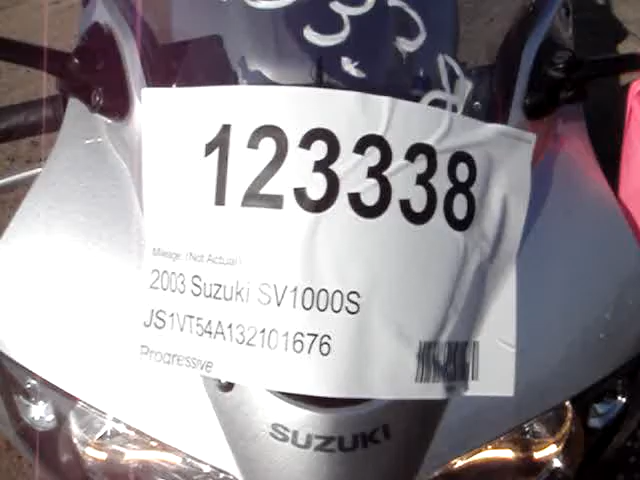 123338
Mileage: (Not Actual)
2003 Suzuki SV1000S
JS1VT54A132101676
Progressive
SUZUKI